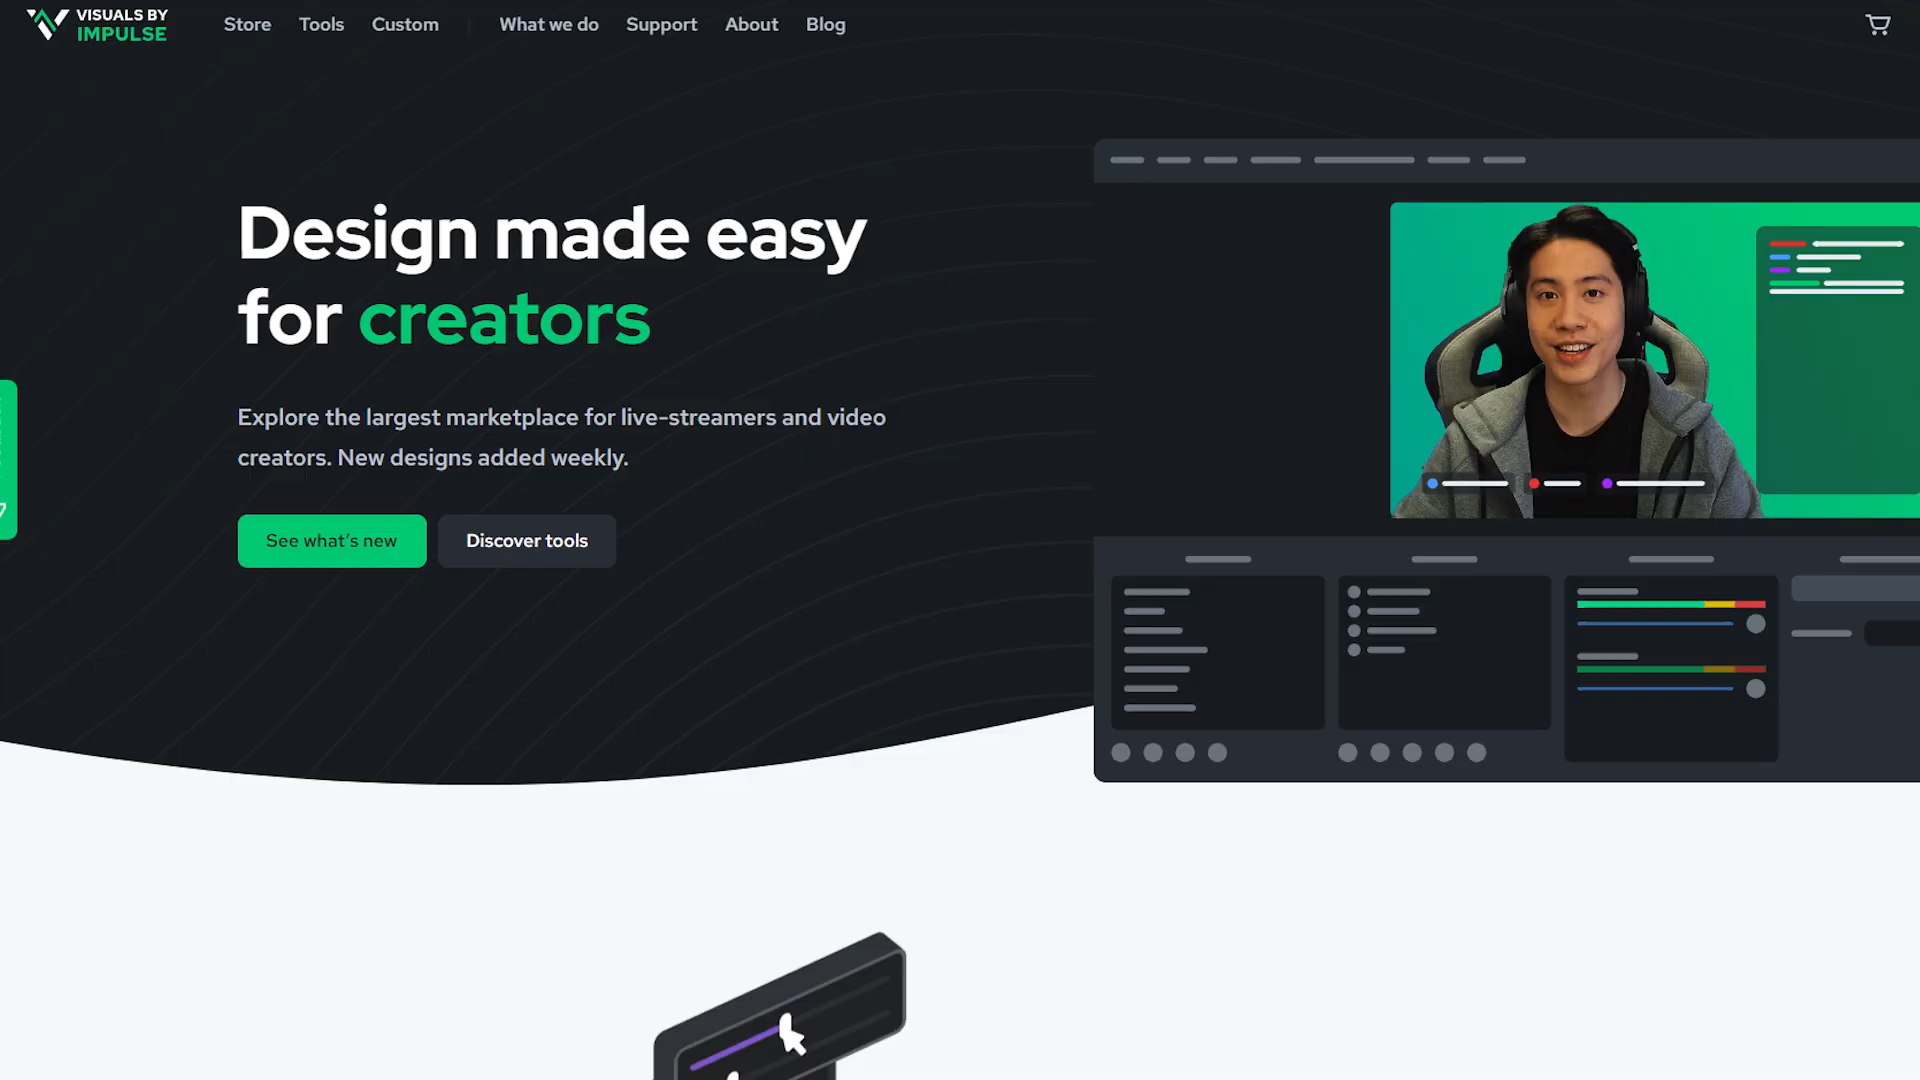 VISUALS BY
IMPULSE
Store Tools Custom What we do Support About Blog
Design made easy
for creators
Explore the largest marketplace for live-streamers and video
creators. New designs added weekly.
See what's new Discover tools